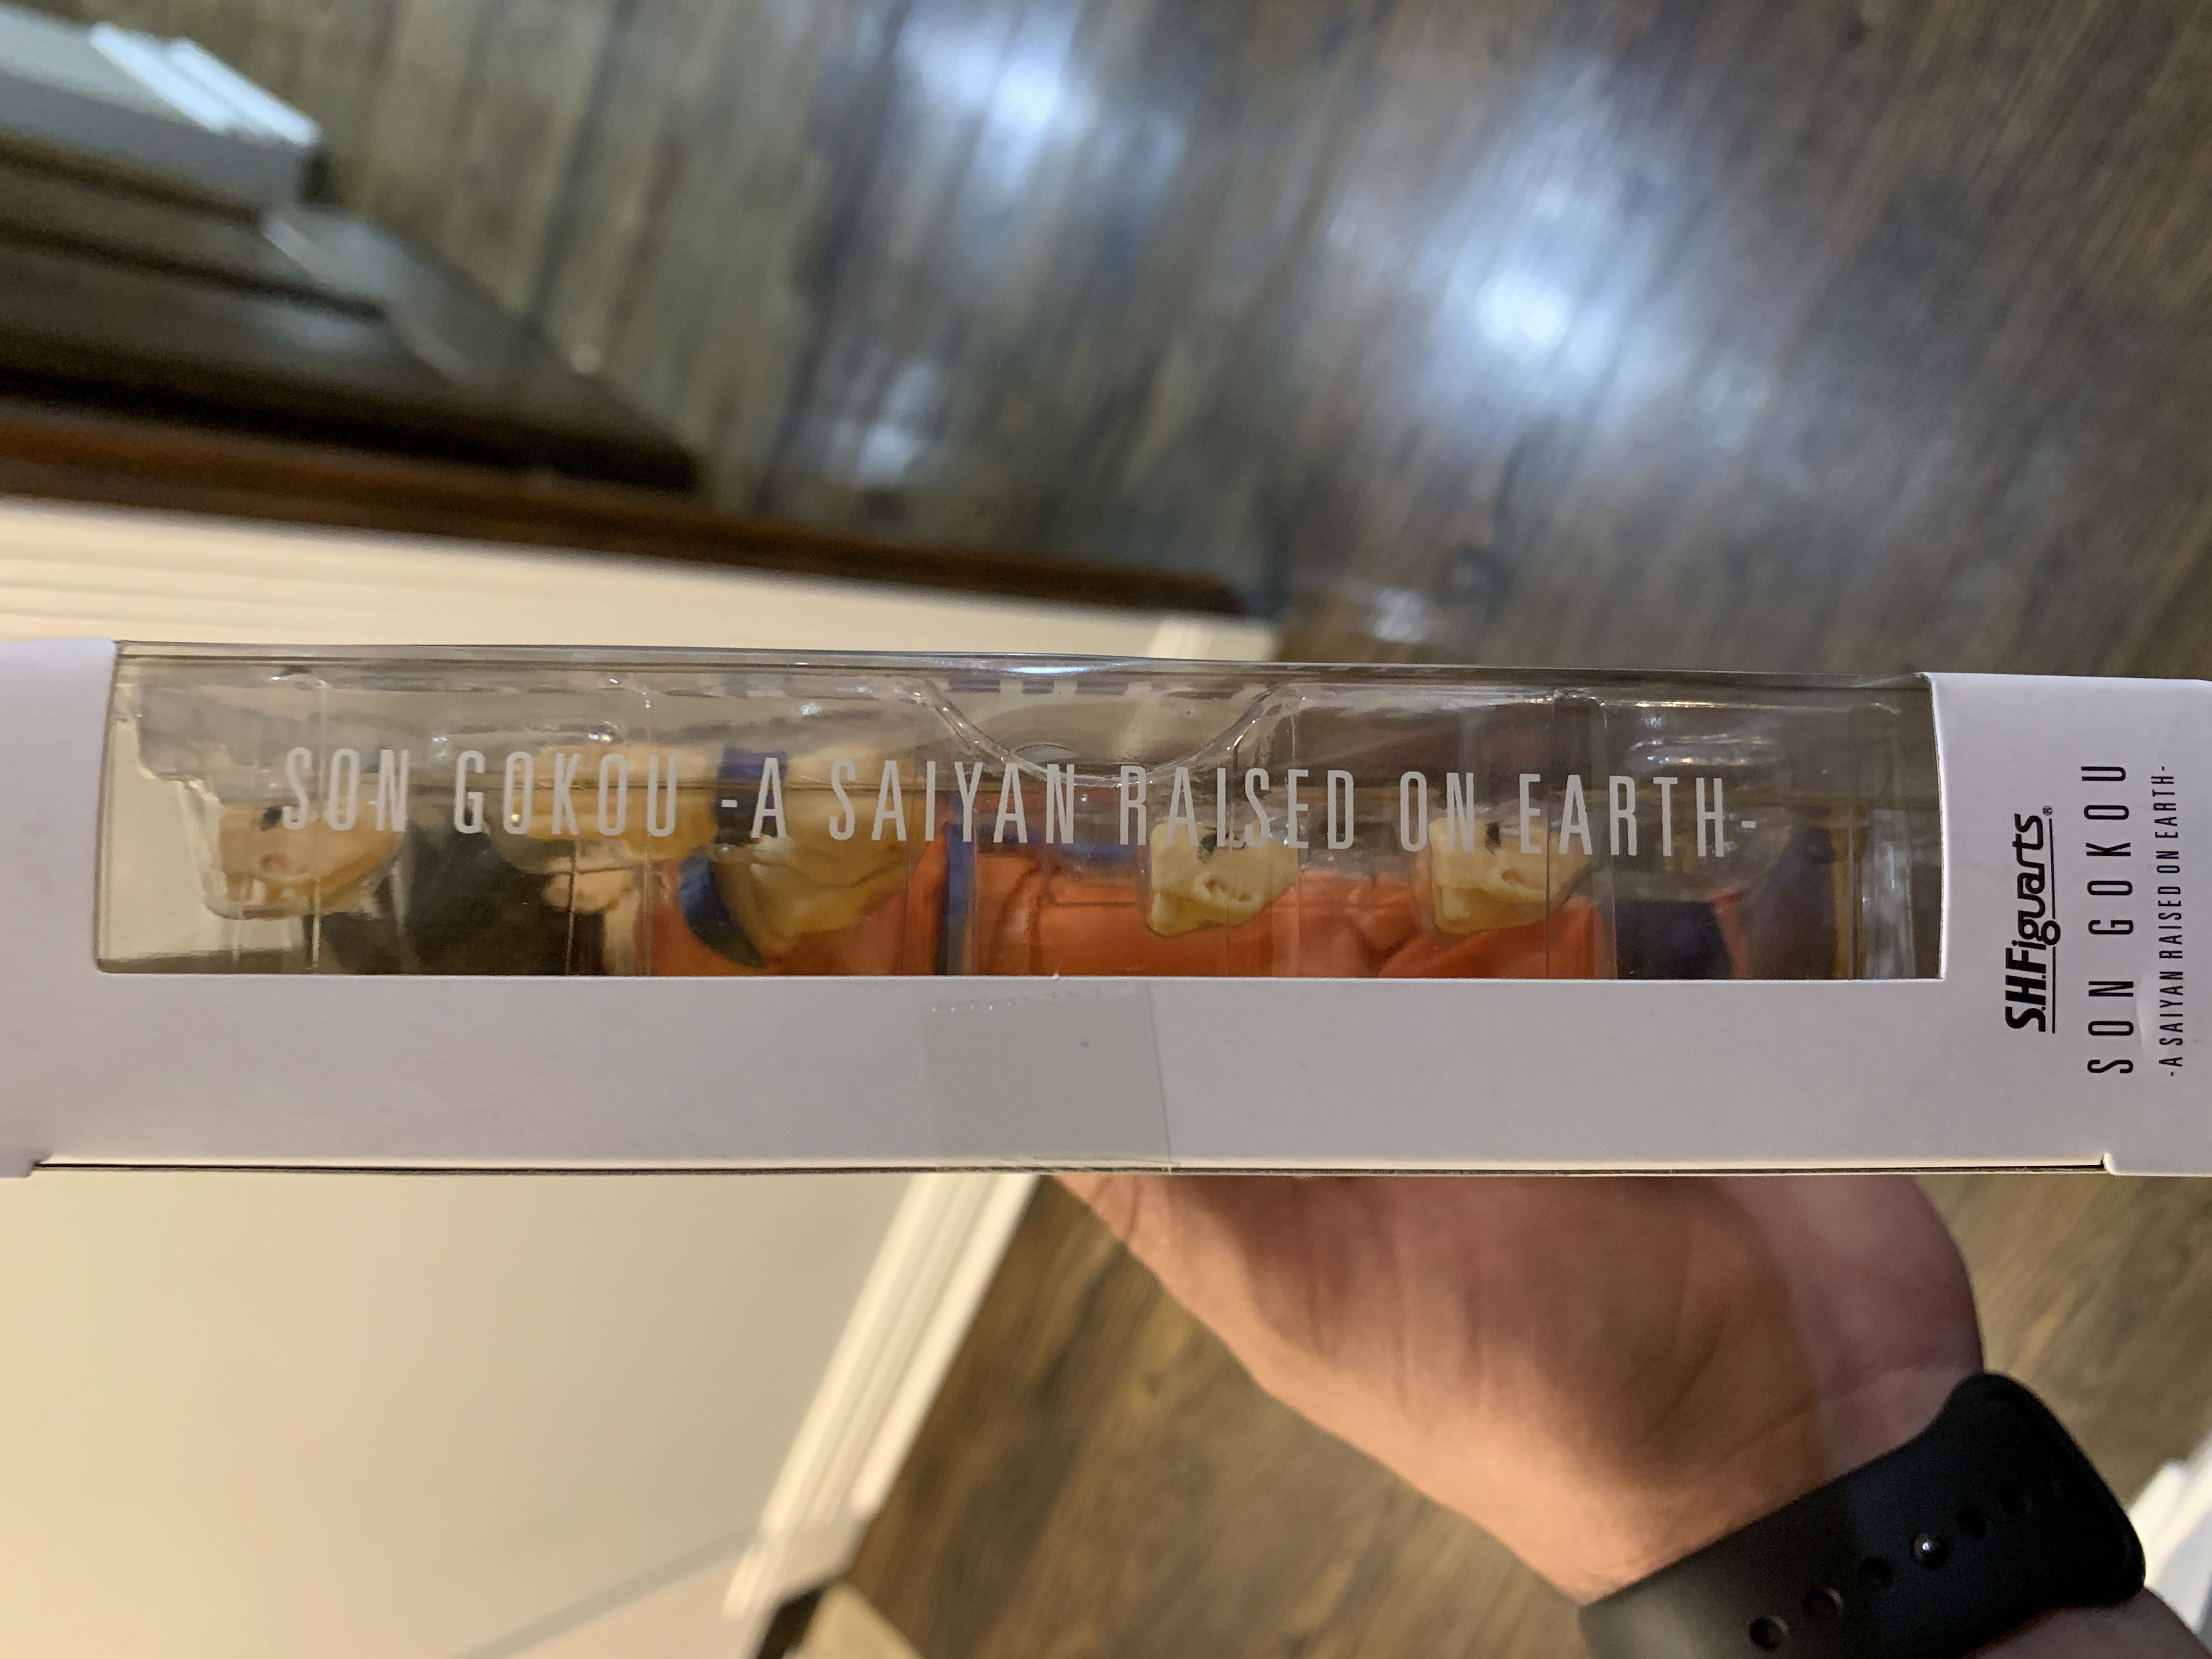 SON GOKOU -A SAIYAN RAISED ON EARTH-
S.H.Figuarts®
SON GOKOU
-A SAIYAN RAISED ON EARTH-